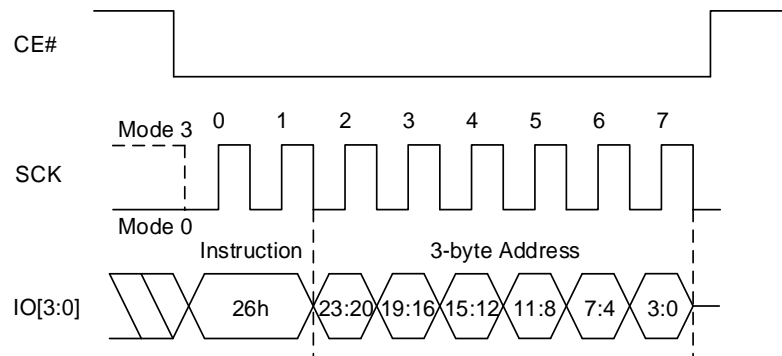 CE#
Mode 3 0 1 2 3 4 5 6 7
SCK
Mode 0
Instruction 3-byte Address
IO[3:0] 26h 23:20 19:16 15:12 11:8 7:4 3:0